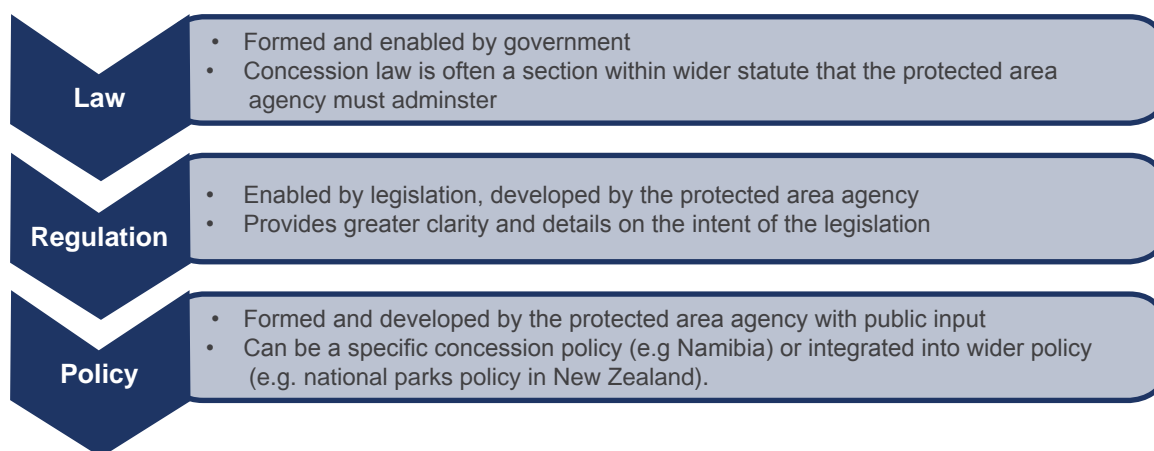 Law
• Formed and enabled by government
• Concession law is often a section within wider statute that the protected area
agency must adminster
Regulation
• Enabled by legislation, developed by the protected area agency
• Provides greater clarity and details on the intent of the legislation
Policy
• Formed and developed by the protected area agency with public input
• Can be a specific concession policy (e.g Namibia) or integrated into wider policy
(e.g. national parks policy in New Zealand).